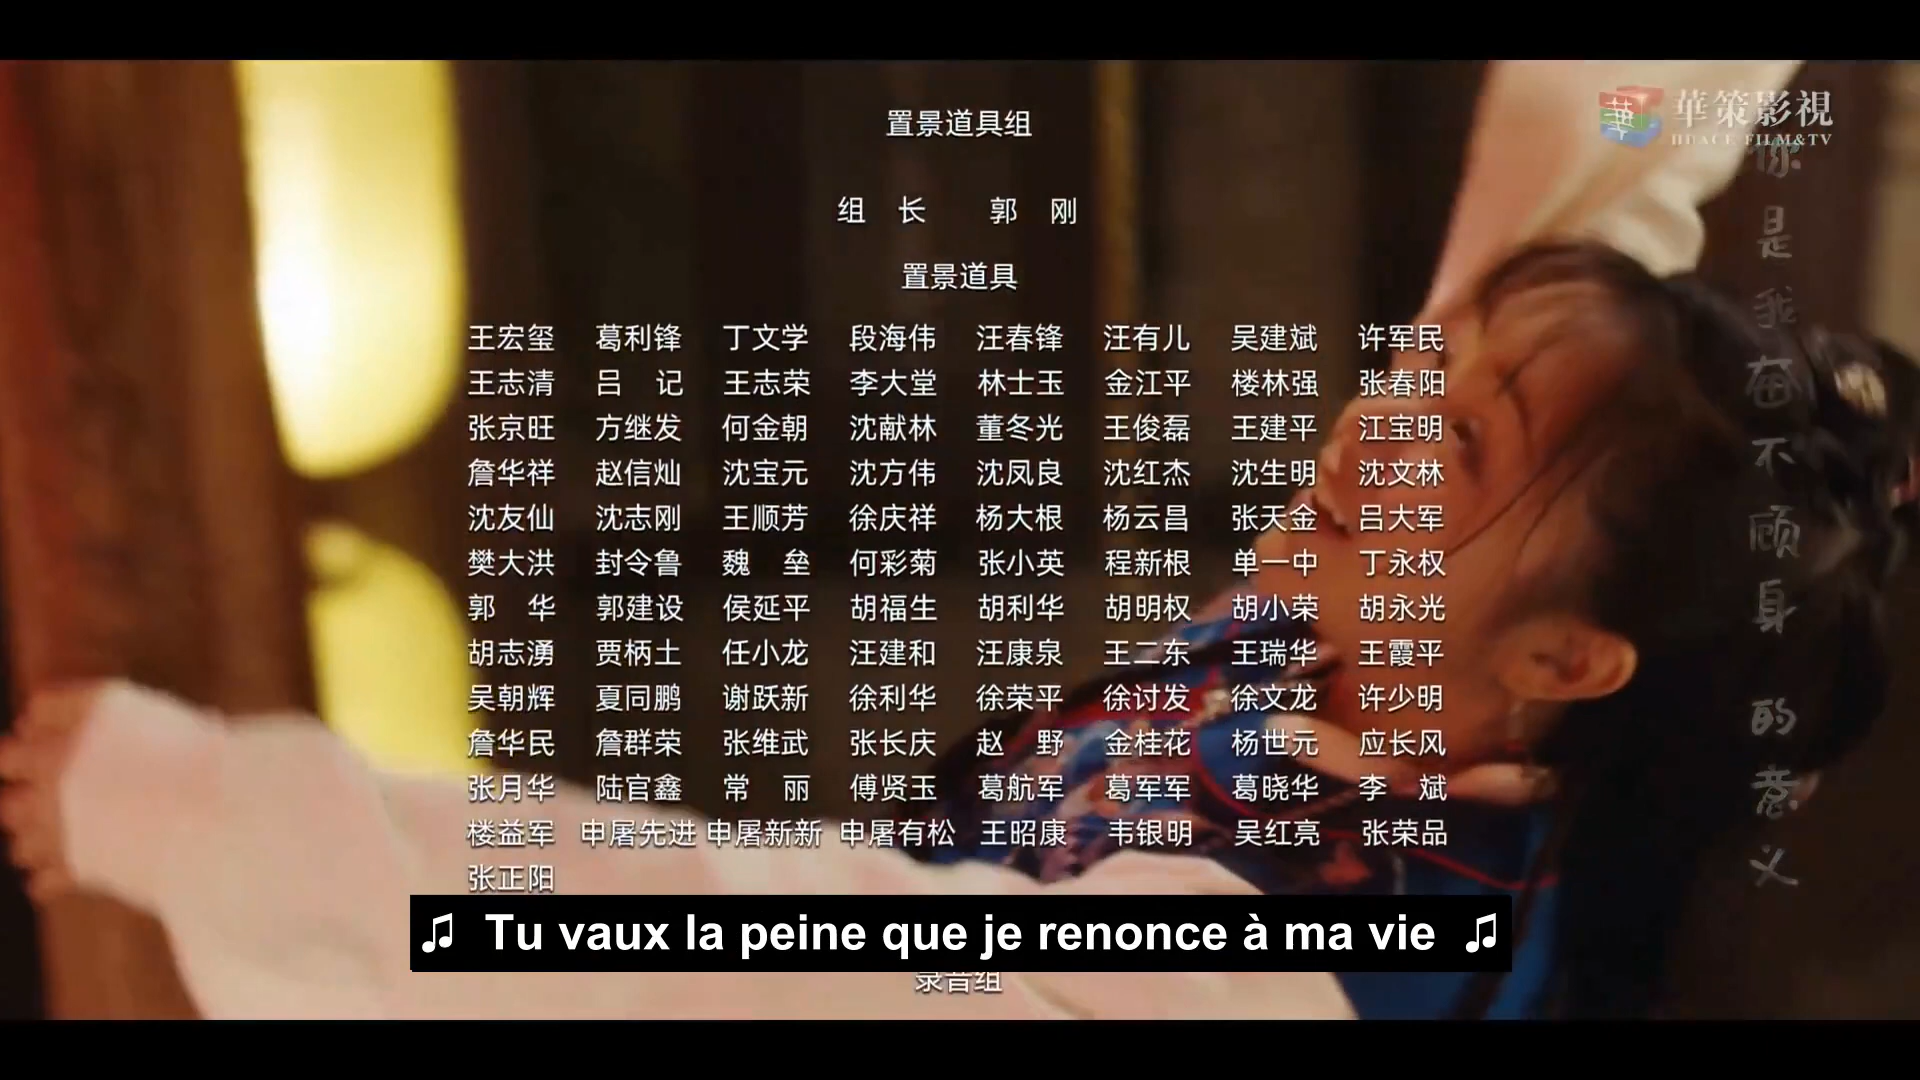 華策影視
HUACE FILM&TV
置景道具组
组 长 郭 刚
置景道具
王宏玺 葛利锋 丁文学 段海伟 汪春锋 汪有儿 吴建斌 许军民
王志清 吕 记 王志荣 李大堂 林士玉 金江平 楼林强 张春阳
张京旺 方继发 何金朝 沈献林 董冬光 王俊磊 王建平 江宝明
詹华祥 赵信灿 沈宝元 沈方伟 沈凤良 沈红杰 沈生明 沈文林
沈友仙 沈志刚 王顺芳 徐庆祥 杨大根 杨云昌 张天金 吕大军
樊大洪 封令鲁 魏 垒 何彩菊 张小英 程新根 单一中 丁永权
郭 华 郭建设 侯延平 胡福生 胡利华 胡明权 胡小荣 胡永光
胡志湧 贾柄土 任小龙 汪建和 汪康泉 王二东 王瑞华 王霞平
吴朝辉 夏同鹏 谢跃新 徐利华 徐荣平 徐讨发 徐文龙 许少明
詹华民 詹群荣 张维武 张长庆 赵 野 金桂花 杨世元 应长风
张月华 陆官鑫 常 丽 傅贤玉 葛航军 葛军军 葛晓华 李 斌
楼益军 申屠先进 申屠新新 申屠有松 王昭康 韦银明 吴红亮 张荣品
张正阳
♫ Tu vaux la peine que je renonce à ma vie ♫
录音组
你是我奋不顾身 的意义